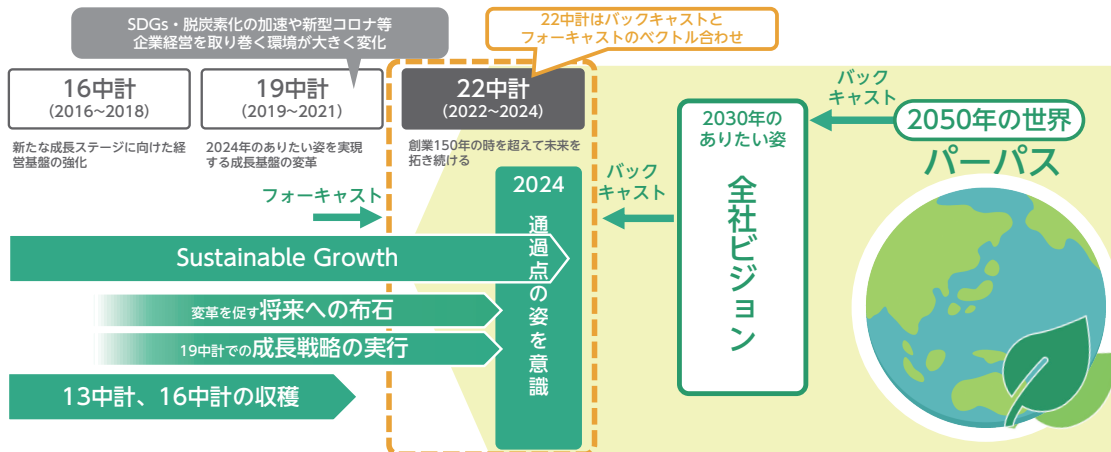 SDGs・脱炭素化の加速や新型コロナ等
企業経営を取り巻く環境が大きく変化
22中計はバックキャストと
フォーキャストのベクトル合わせ
16中計
(2016~2018)
19中計
(2019~2021)
22中計
(2022~2024)
新たな成長ステージに向けた経
営基盤の強化
2024年のありたい姿を実現
する成長基盤の変革
創業150年の時を超えて未来を
拓き続ける
フォーキャスト
Sustainable Growth
変革を促す将来への布石
19中計での成長戦略の実行
13中計、16中計の収穫
2024
通過点の姿を意識
バック
キャスト
2030年の
ありたい姿
全社ビジョン
バック
キャスト
2050年の世界
パーパス